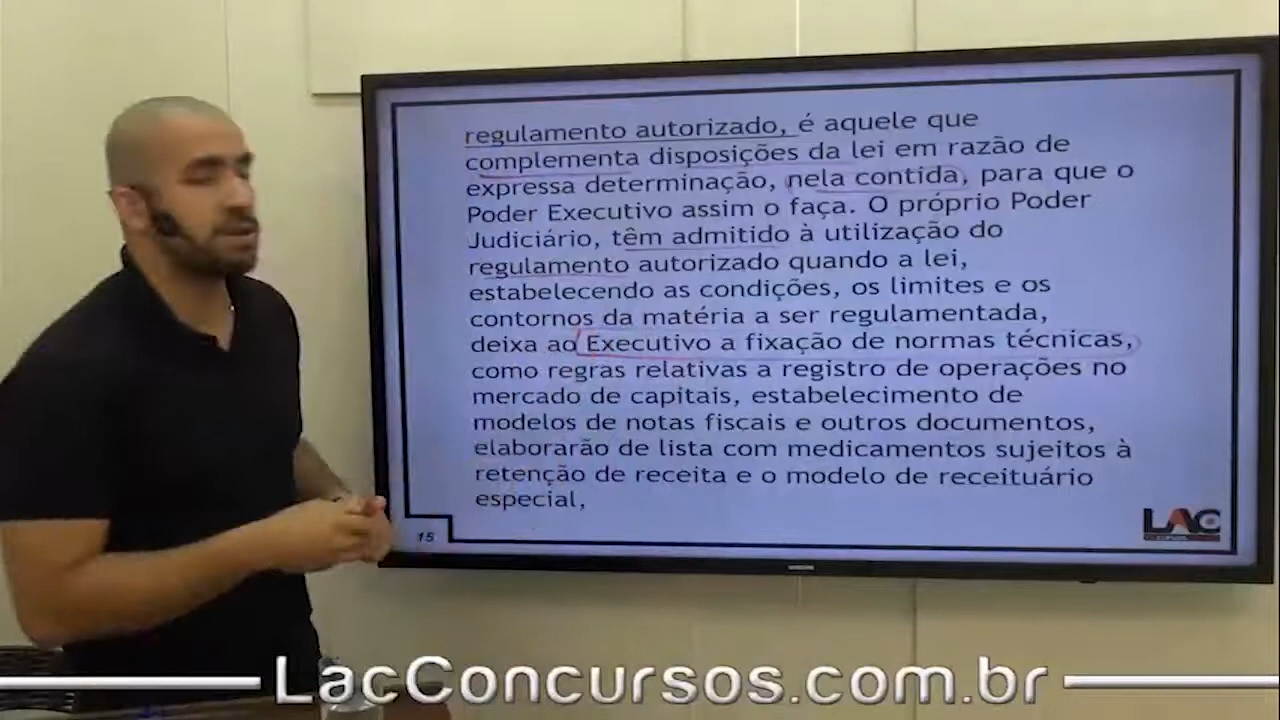 regulamento autorizado, é aquele que
complementa disposições da lei em razão de
expressa determinação, nela contida, para que o
Poder Executivo assim o faça. O próprio Poder
Judiciário, têm admitido à utilização do
regulamento autorizado quando a lei,
estabelecendo as condições, os limites e os
contornos da matéria a ser regulamentada,
deixa ao Executivo a fixação de normas técnicas,
como regras relativas a registro de operações no
mercado de capitais, estabelecimento de
modelos de notas fiscais e outros documentos,
elaborarão de lista com medicamentos sujeitos à
retenção de receita e o modelo de receituário
especial,
15
LAC
LacConcursos.com.br